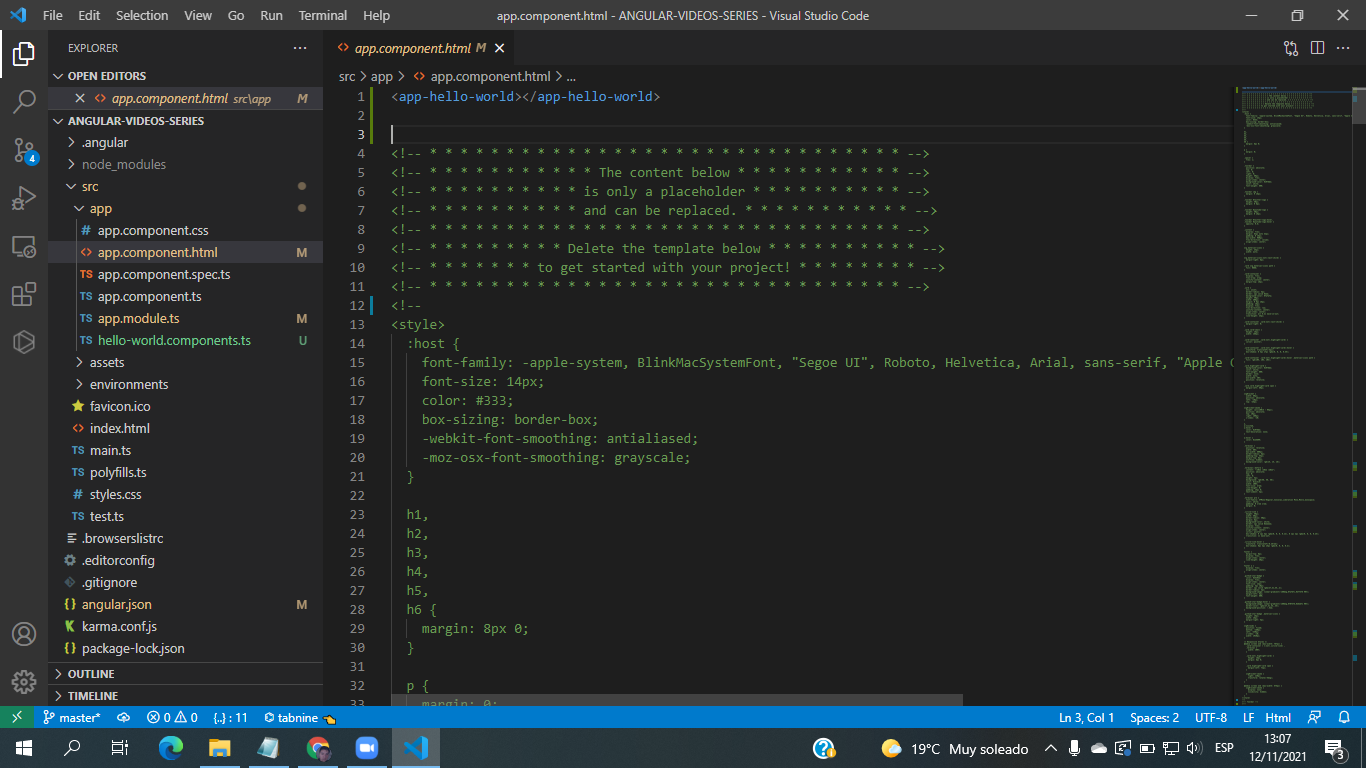 File Edit Selection View Go Run Terminal Help
app.component.html - ANGULAR-VIDEOS-SERIES - Visual Studio Code
EXPLORER
OPEN EDITORS
app.component.html src\app M
ANGULAR-VIDEOS-SERIES
.angular
node_modules
src
app
# app.component.css
<> app.component.html M
TS app.component.spec.ts
TS app.component.ts
TS app.module.ts M
TS hello-world.components.ts U
assets
environments
favicon.ico
<> index.html
TS main.ts
TS polyfills.ts
# styles.css
TS test.ts
.browserslistrc
.editorconfig
.gitignore
{} angular.json M
karma.conf.js
{} package-lock.json
OUTLINE
TIMELINE
<> app.component.html M
src > app > <> app.component.html > ...
1 <app-hello-world></app-hello-world>
2
3
4 <!-- * * * * * * * * * * * * * * * * * * * * * * * * * * * * * * * -->
5 <!-- * * * * * * * * * * * The content below * * * * * * * * * * * -->
6 <!-- * * * * * * * * * * is only a placeholder * * * * * * * * * * -->
7 <!-- * * * * * * * * * * and can be replaced. * * * * * * * * * * * -->
8 <!-- * * * * * * * * * * * * * * * * * * * * * * * * * * * * * * * -->
9 <!-- * * * * * * * * * Delete the template below * * * * * * * * * * -->
10 <!-- * * * * * * * to get started with your project! * * * * * * * * -->
11 <!-- * * * * * * * * * * * * * * * * * * * * * * * * * * * * * * * -->
12 <!--
13 <style>
14 :host {
15 font-family: -apple-system, BlinkMacSystemFont, "Segoe UI", Roboto, Helvetica, Arial, sans-serif, "Apple C
16 font-size: 14px;
17 color: #333;
18 box-sizing: border-box;
19 -webkit-font-smoothing: antialiased;
20 -moz-osx-font-smoothing: grayscale;
21 }
22
23 h1,
24 h2,
25 h3,
26 h4,
27 h5,
28 h6 {
29 margin: 8px 0;
30 }
31
32 p {
33 margin: 0;
4
master* 0 0 {..} : 11 tabnine Ln 3, Col 1 Spaces: 2 UTF-8 LF Html
19°C Muy soleado ESP 13:07
12/11/2021 3